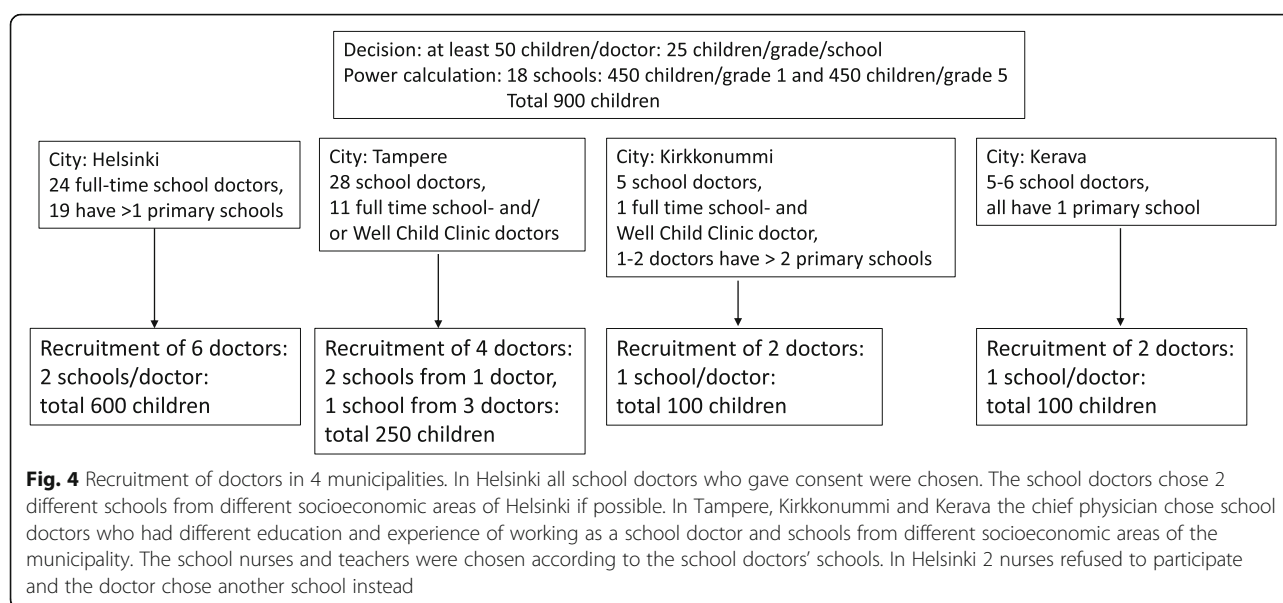 Decision: at least 50 children/doctor: 25 children/grade/school
Power calculation: 18 schools: 450 children/grade 1 and 450 children/grade 5
Total 900 children
City: Helsinki
24 full-time school doctors,
19 have >1 primary schools
City: Tampere
28 school doctors,
11 full time school- and/
or Well Child Clinic doctors
City: Kirkkonummi
5 school doctors,
1 full time school- and
Well Child Clinic doctor,
1-2 doctors have > 2 primary schools
City: Kerava
5-6 school doctors,
all have 1 primary school
Recruitment of 6 doctors:
2 schools/doctor:
total 600 children
Recruitment of 4 doctors:
2 schools from 1 doctor,
1 school from 3 doctors:
total 250 children
Recruitment of 2 doctors:
1 school/doctor:
total 100 children
Recruitment of 2 doctors:
1 school/doctor:
total 100 children
Fig. 4 Recruitment of doctors in 4 municipalities. In Helsinki all school doctors who gave consent were chosen. The school doctors chose 2
different schools from different socioeconomic areas of Helsinki if possible. In Tampere, Kirkkonummi and Kerava the chief physician chose school
doctors who had different education and experience of working as a school doctor and schools from different socioeconomic areas of the
municipality. The school nurses and teachers were chosen according to the school doctors' schools. In Helsinki 2 nurses refused to participate
and the doctor chose another school instead